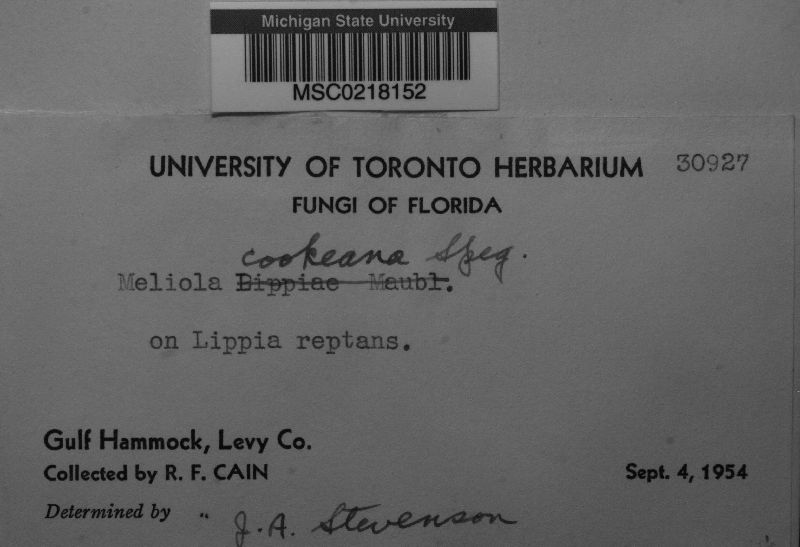 Michigan State University
MSC0218152
UNIVERSITY OF TORONTO HERBARIUM 30927
FUNGI OF FLORIDA
cookeana Speg.
Meliola Bippiae Maubl.
on Lippia reptans.
Gulf Hammock, Levy Co.
Collected by R. F. CAIN Sept. 4, 1954
Determined by " J. A. Stevenson